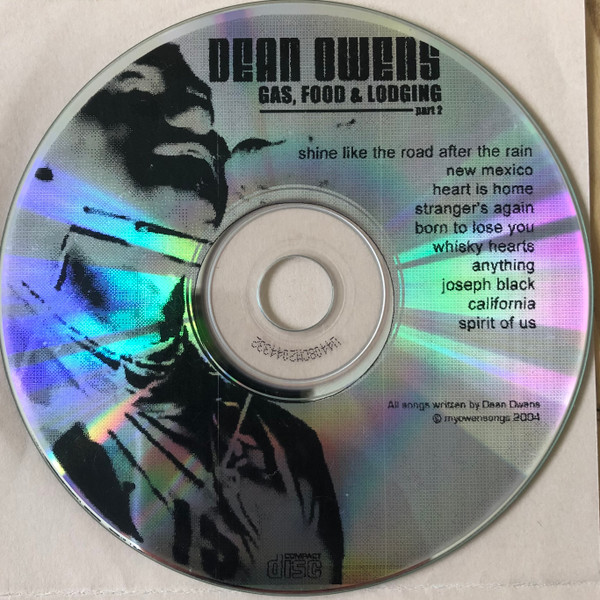 DEAN OWENS
GAS, FOOD & LODGING
part 2
shine like the road after the rain
new mexico
heart is home
stranger's again
born to lose you
whisky hearts
anything
joseph black
california
spirit of us
All songs written by Dean Owens
© myowensongs 2004
COMPACT
disc